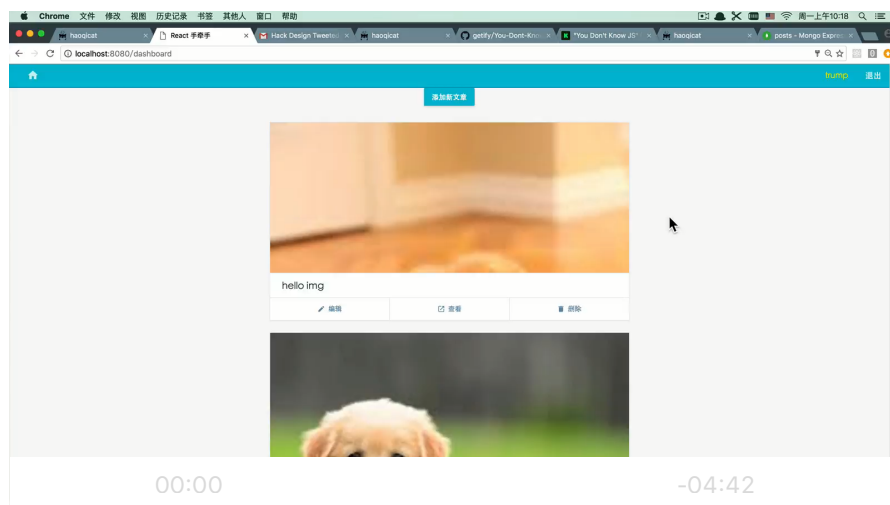 Chrome 文件 修改 视图 历史记录 书签 其他人 窗口 帮助 周一上午10:18
haoqicat React 手牵手 Hack Design Tweeted haoqicat getify/You-Dont-Know "You Don't Know JS" haoqicat posts - Mongo Express
localhost:8080/dashboard
trump 退出
添加新文章
hello img
编辑 查看 删除
00:00 -04:42